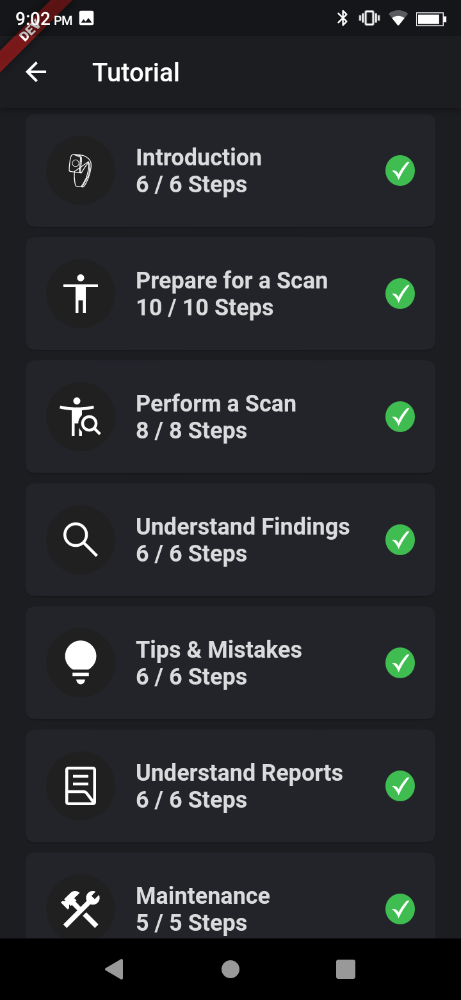 9:02 PM
DEV
Tutorial
Introduction
6 / 6 Steps
Prepare for a Scan
10 / 10 Steps
Perform a Scan
8 / 8 Steps
Understand Findings
6 / 6 Steps
Tips & Mistakes
6 / 6 Steps
Understand Reports
6 / 6 Steps
Maintenance
5 / 5 Steps